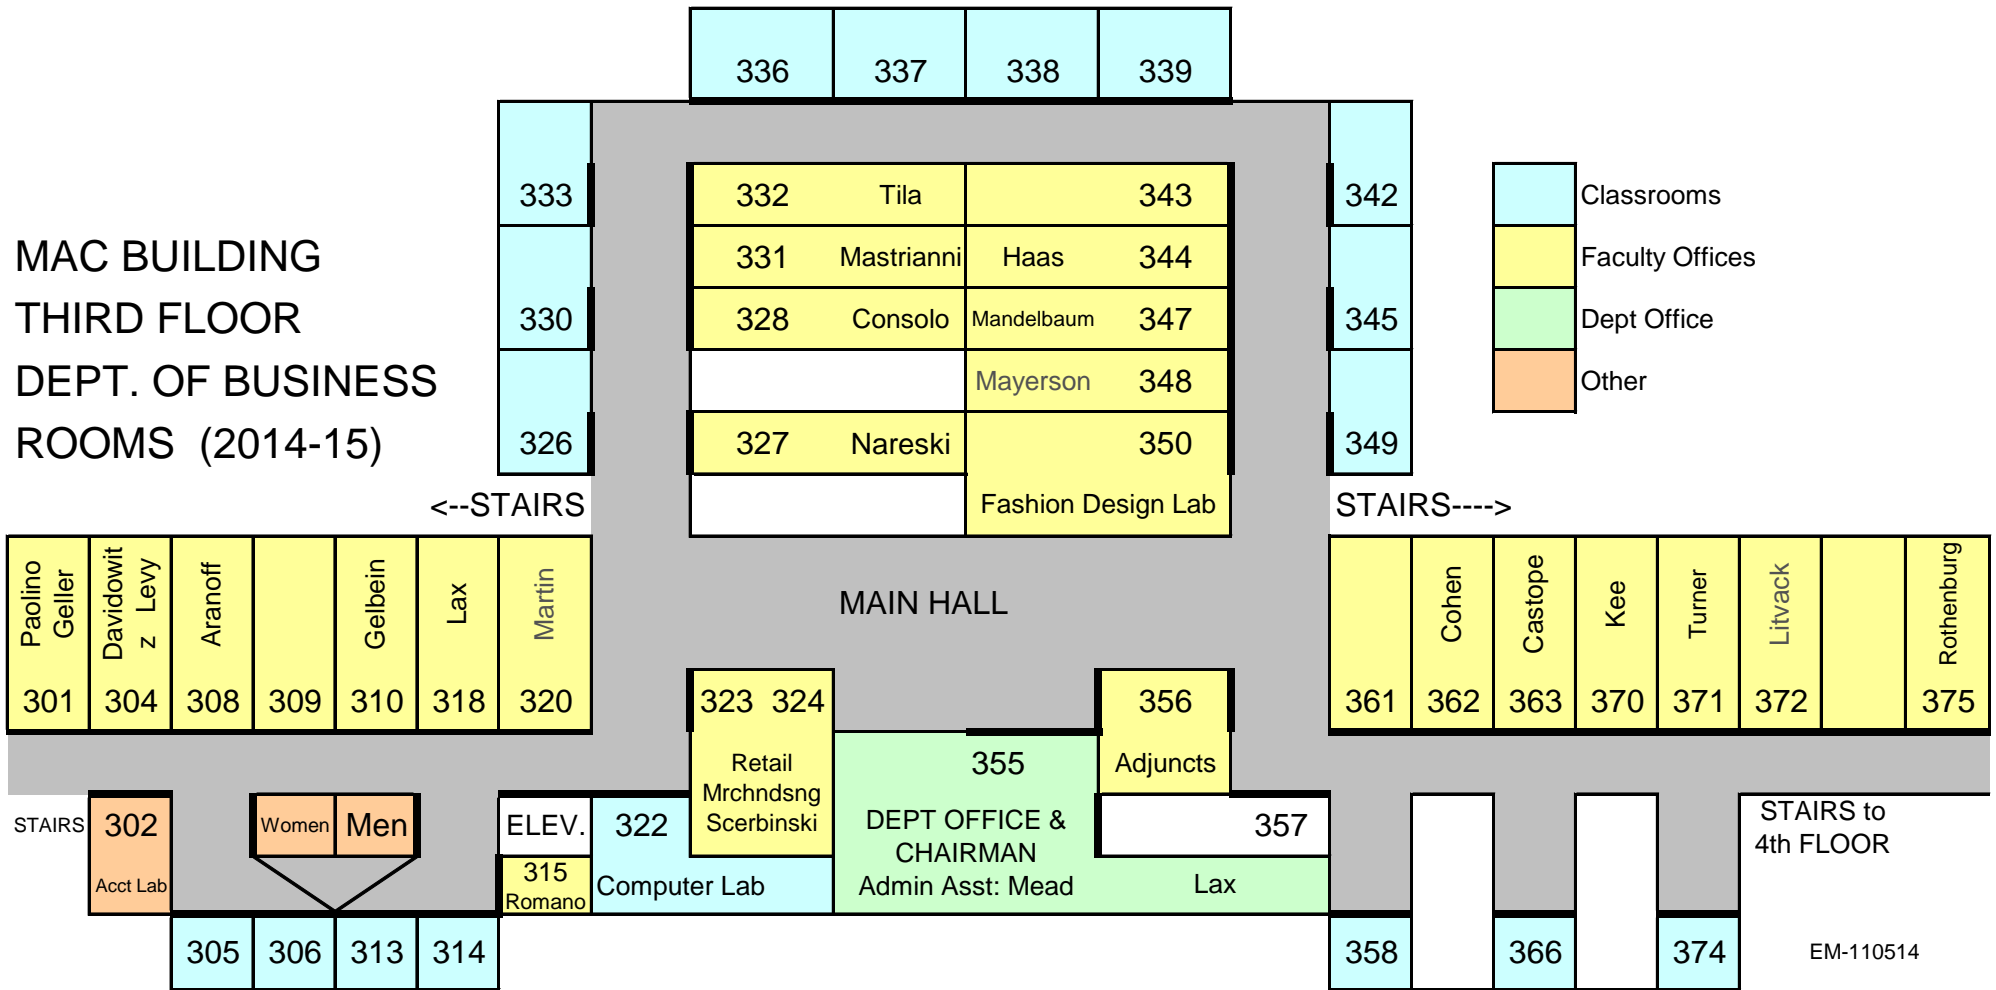 336 337 338 339
333 332 Tila 343 342 Classrooms
MAC BUILDING 331 Mastrianni Haas 344 Faculty Offices
THIRD FLOOR 330 328 Consolo Mandelbaum 347 345 Dept Office
DEPT. OF BUSINESS Mayerson 348 Other
ROOMS (2014-15) 326 327 Nareski 350 349
<--STAIRS Fashion Design Lab STAIRS---->
Paolino
Geller
Davidowit
z Levy
Aranoff
Gelbein
Lax
Martin
MAIN HALL
Cohen
Castope
Kee
Turner
Litvack
Rothenburg
301 304 308 309 310 318 320 323 324 356 361 362 363 370 371 372 375
Retail 355 Adjuncts
Mrchndsng
Scerbinski
STAIRS 302 Women Men ELEV. 322 DEPT OFFICE & 357 STAIRS to
CHAIRMAN 4th FLOOR
Acct Lab 315 Computer Lab Admin Asst: Mead Lax
Romano
305 306 313 314 358 366 374 EM-110514